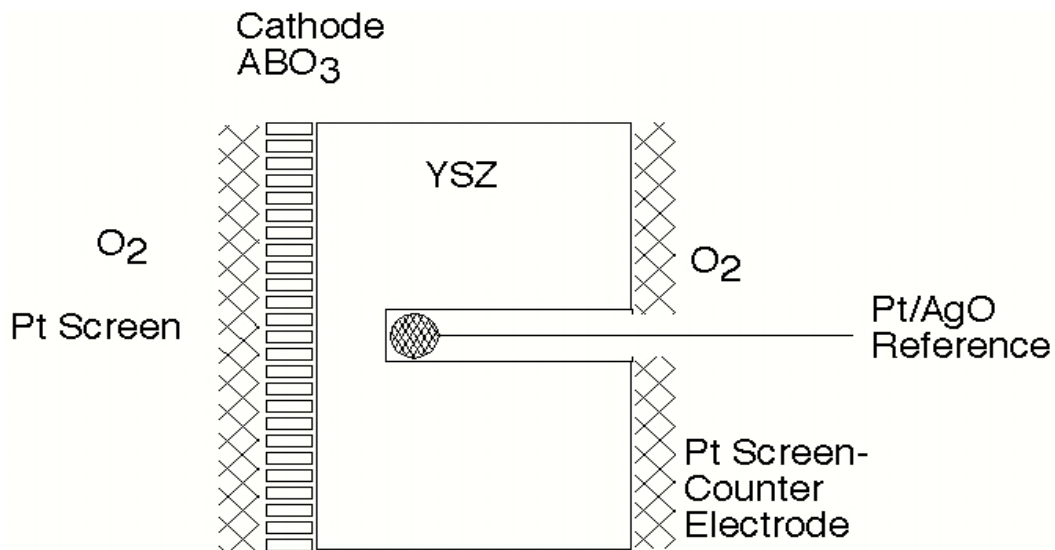 Cathode
ABO3
YSZ
O2
O2
Pt Screen
Pt/AgO
Reference
Pt Screen-
Counter
Electrode